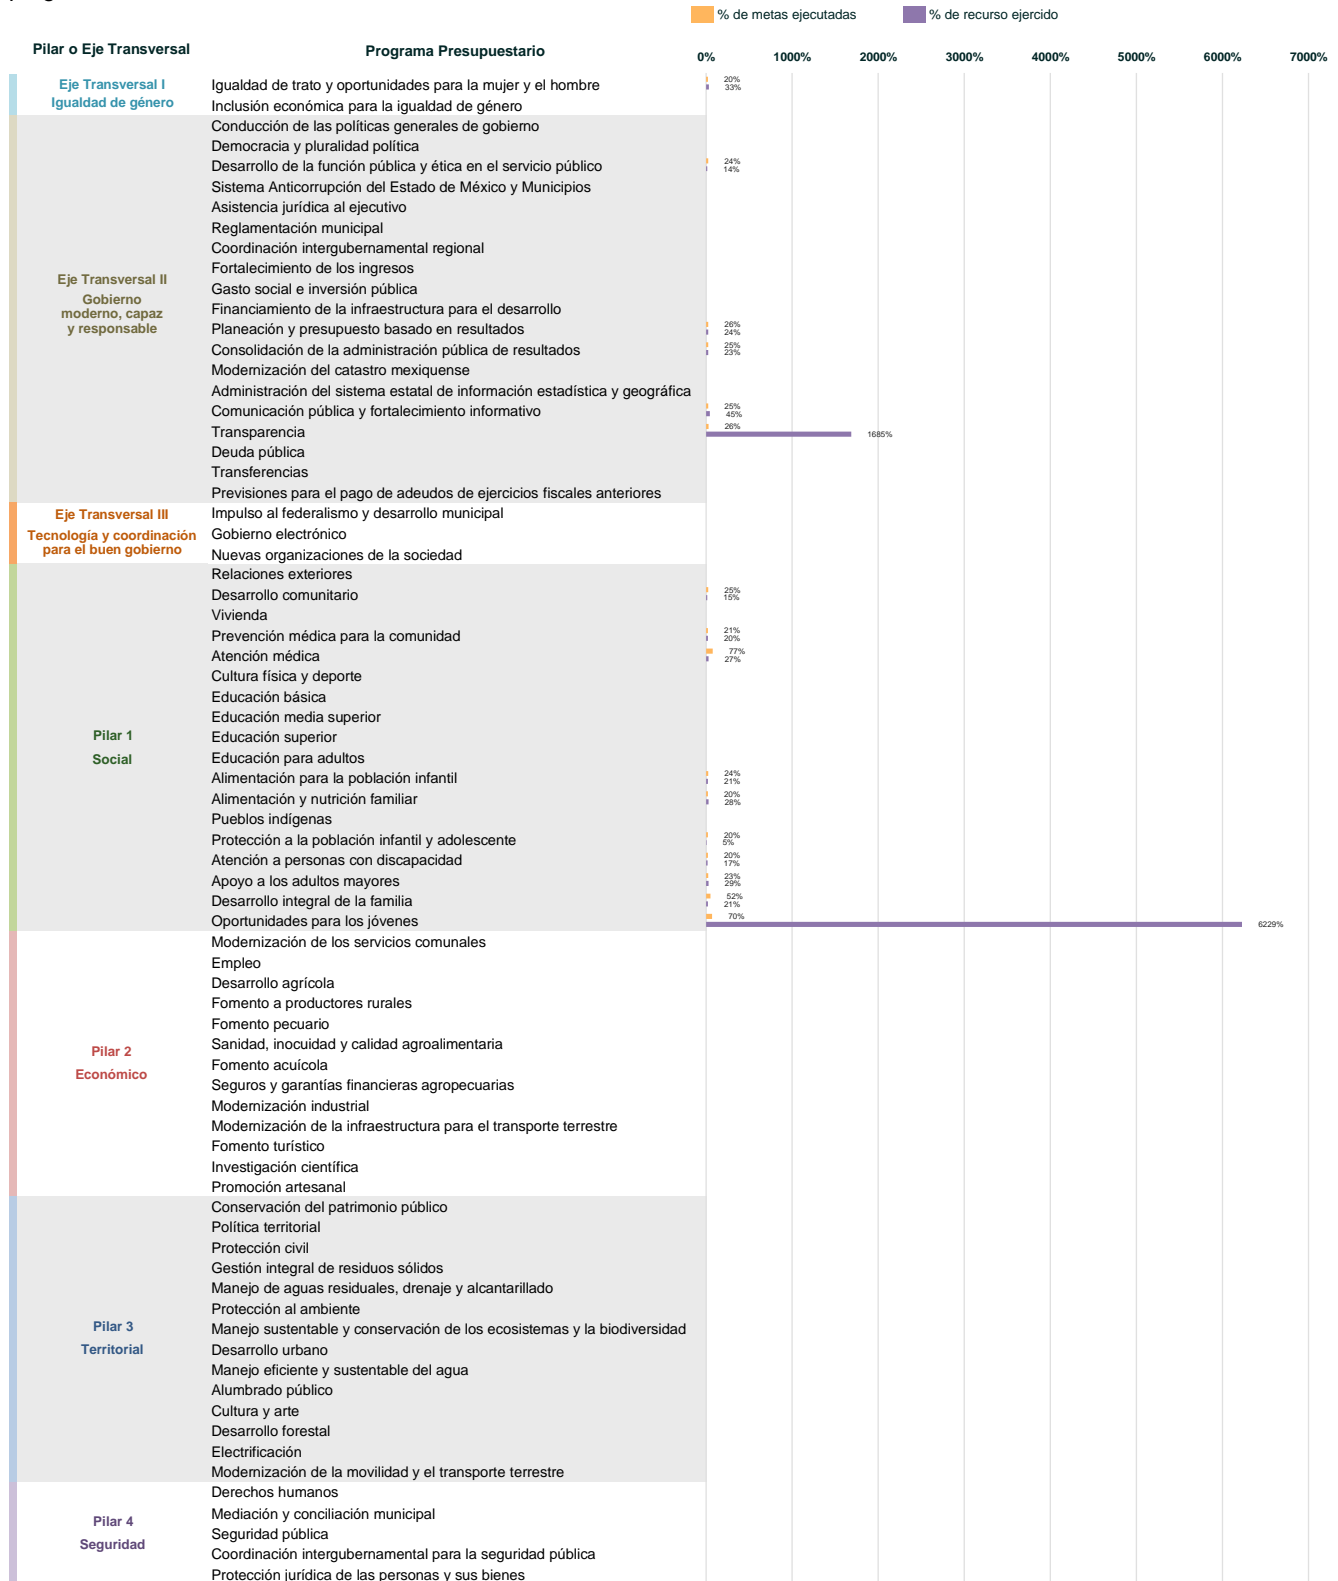 % de metas ejecutadas % de recurso ejercido
Pilar o Eje Transversal Programa Presupuestario 0% 1000% 2000% 3000% 4000% 5000% 6000% 7000%
Eje Transversal I
Igualdad de género
Igualdad de trato y oportunidades para la mujer y el hombre 20% 33%
Inclusión económica para la igualdad de género
Eje Transversal II
Gobierno
moderno, capaz
y responsable
Conducción de las políticas generales de gobierno
Democracia y pluralidad política
Desarrollo de la función pública y ética en el servicio público 24% 14%
Sistema Anticorrupción del Estado de México y Municipios
Asistencia jurídica al ejecutivo
Reglamentación municipal
Coordinación intergubernamental regional
Fortalecimiento de los ingresos
Gasto social e inversión pública
Financiamiento de la infraestructura para el desarrollo
Planeación y presupuesto basado en resultados 26% 24%
Consolidación de la administración pública de resultados 25% 23%
Modernización del catastro mexiquense
Administración del sistema estatal de información estadística y geográfica
Comunicación pública y fortalecimiento informativo 25% 45%
Transparencia 26% 1685%
Deuda pública
Transferencias
Previsiones para el pago de adeudos de ejercicios fiscales anteriores
Eje Transversal III
Tecnología y coordinación
para el buen gobierno
Impulso al federalismo y desarrollo municipal
Gobierno electrónico
Nuevas organizaciones de la sociedad
Pilar 1
Social
Relaciones exteriores
Desarrollo comunitario 25% 15%
Vivienda
Prevención médica para la comunidad 21% 20%
Atención médica 77% 27%
Cultura física y deporte
Educación básica
Educación media superior
Educación superior
Educación para adultos
Alimentación para la población infantil 24% 21%
Alimentación y nutrición familiar 20% 28%
Pueblos indígenas
Protección a la población infantil y adolescente 20% 5%
Atención a personas con discapacidad 20% 17%
Apoyo a los adultos mayores 23% 29%
Desarrollo integral de la familia 52% 21%
Oportunidades para los jóvenes 70% 6229%
Pilar 2
Económico
Modernización de los servicios comunales
Empleo
Desarrollo agrícola
Fomento a productores rurales
Fomento pecuario
Sanidad, inocuidad y calidad agroalimentaria
Fomento acuícola
Seguros y garantías financieras agropecuarias
Modernización industrial
Modernización de la infraestructura para el transporte terrestre
Fomento turístico
Investigación científica
Promoción artesanal
Pilar 3
Territorial
Conservación del patrimonio público
Política territorial
Protección civil
Gestión integral de residuos sólidos
Manejo de aguas residuales, drenaje y alcantarillado
Protección al ambiente
Manejo sustentable y conservación de los ecosistemas y la biodiversidad
Desarrollo urbano
Manejo eficiente y sustentable del agua
Alumbrado público
Cultura y arte
Desarrollo forestal
Electrificación
Modernización de la movilidad y el transporte terrestre
Pilar 4
Seguridad
Derechos humanos
Mediación y conciliación municipal
Seguridad pública
Coordinación intergubernamental para la seguridad pública
Protección jurídica de las personas y sus bienes